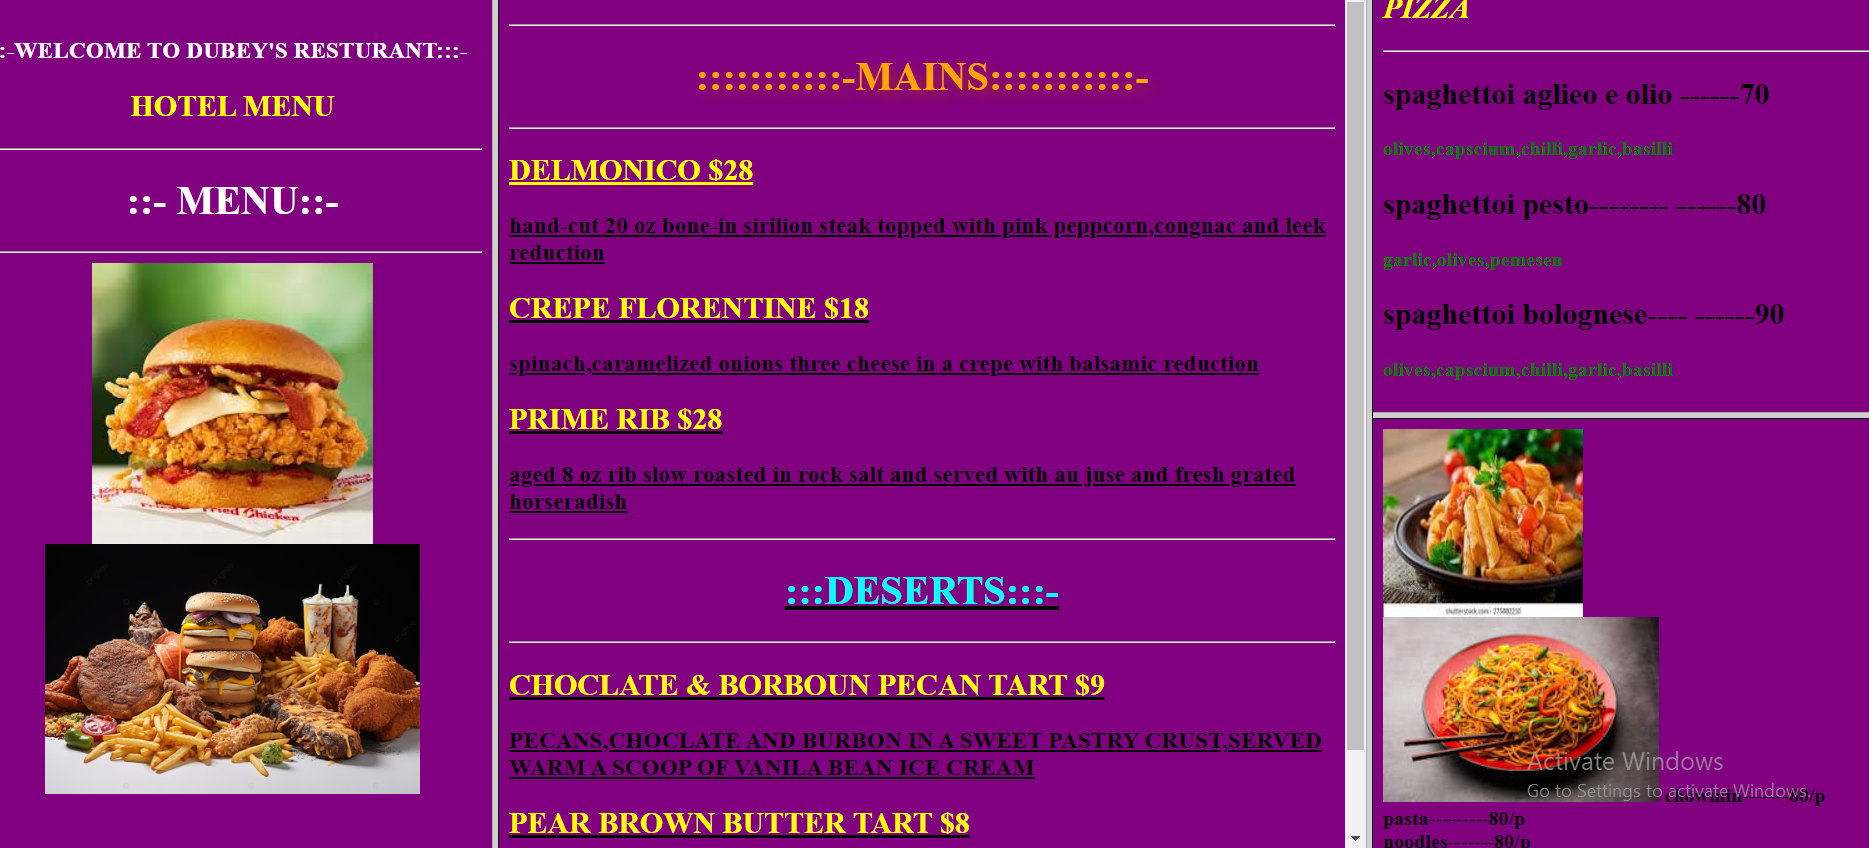 :-WELCOME TO DUBEY'S RESTURANT:::-
HOTEL MENU
::- MENU::-
Fried Chicken
:::::::::::-MAINS:::::::::::-
DELMONICO $28
hand-cut 20 oz bone-in sirilion steak topped with pink peppcorn,congnac and leek
reduction
CREPE FLORENTINE $18
spinach,caramelized onions three cheese in a crepe with balsamic reduction
PRIME RIB $28
aged 8 oz rib slow roasted in rock salt and served with au juse and fresh grated
horseradish
:::DESERTS:::-
CHOCLATE & BORBOUN PECAN TART $9
PECANS,CHOCLATE AND BURBON IN A SWEET PASTRY CRUST,SERVED
WARM A SCOOP OF VANILA BEAN ICE CREAM
PEAR BROWN BUTTER TART $8
PIZZA
spaghettoi aglieo e olio ------70
olives,capscium,chilli,garlic,basilli
spaghettoi pesto-------- ------80
garlic,olives,pemesen
spaghettoi bolognese---- ------90
olives,capscium,chilli,garlic,basilli
shutterstock.com · 275082210
Activate Windows
Go to Settings to activate Windows.
chowmin 80/p
pasta---------80/p
noodles-------80/p